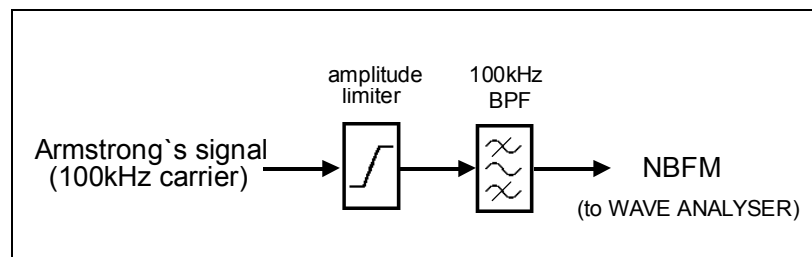 amplitude
limiter
100kHz
BPF
Armstrong`s signal
(100kHz carrier)
NBFM
(to WAVE ANALYSER)